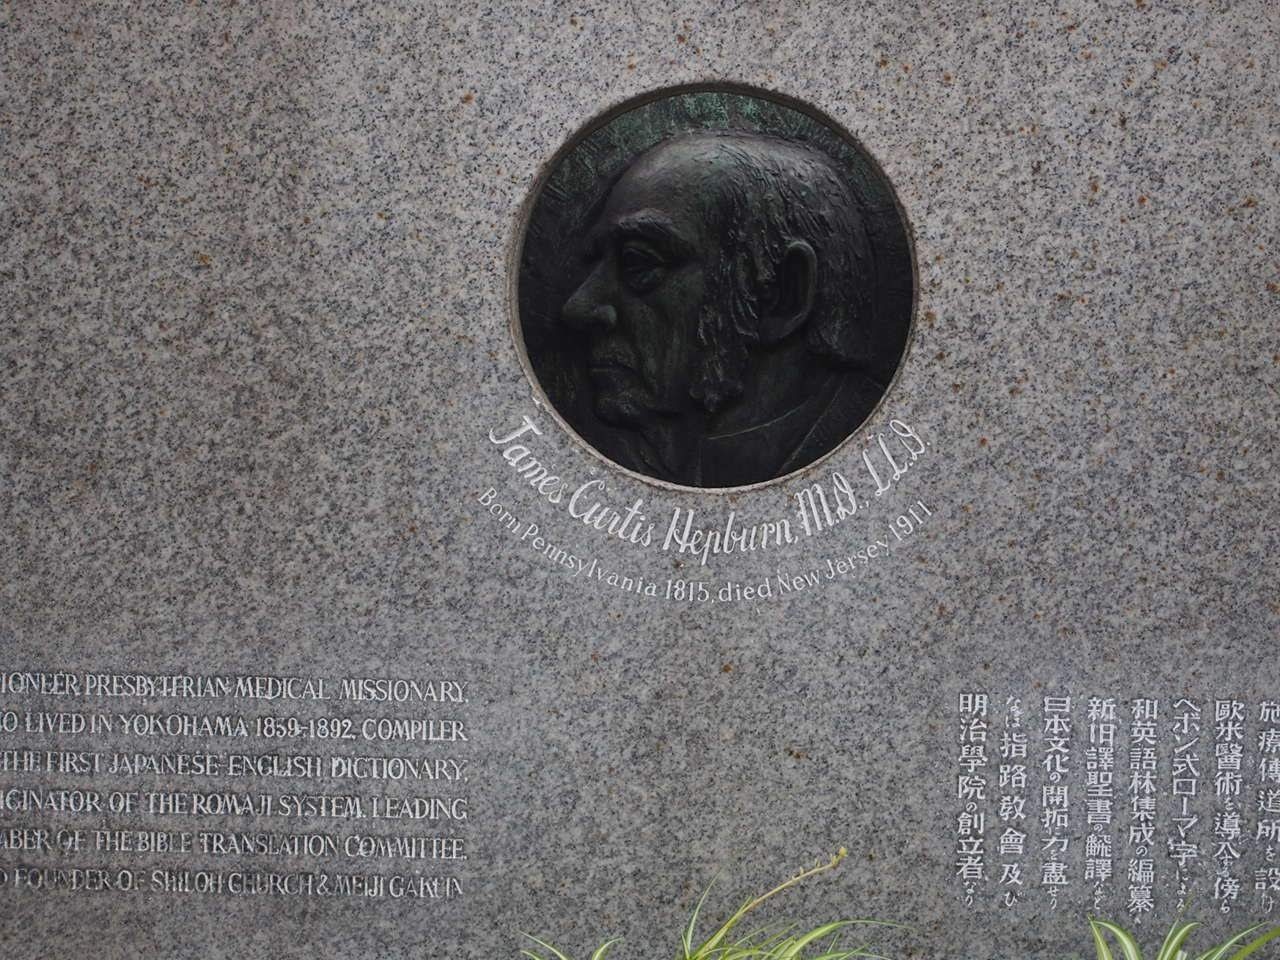 James Curtis Hepburn, M.D., LL.D.
Born Pennsylvania 1815, died New Jersey 1911
IONEER PRESBYTERIAN MEDICAL MISSIONARY,
O LIVED IN YOKOHAMA 1859-1892, COMPILER
THE FIRST JAPANESE-ENGLISH DICTIONARY,
IGINATOR OF THE ROMAJI SYSTEM, LEADING
MBER OF THE BIBLE TRANSLATION COMMITTEE,
D FOUNDER OF SHILOH CHURCH & MEIJI GAKUIN
施療傳道所を設け
歐米醫術を導入する傍ら
ヘボン式ローマ字による
和英語林集成の編纂
新旧譯聖書の飜譯など
日本文化の開拓に力を盡せり
なほ指路教會及び
明治學院の創立者なり